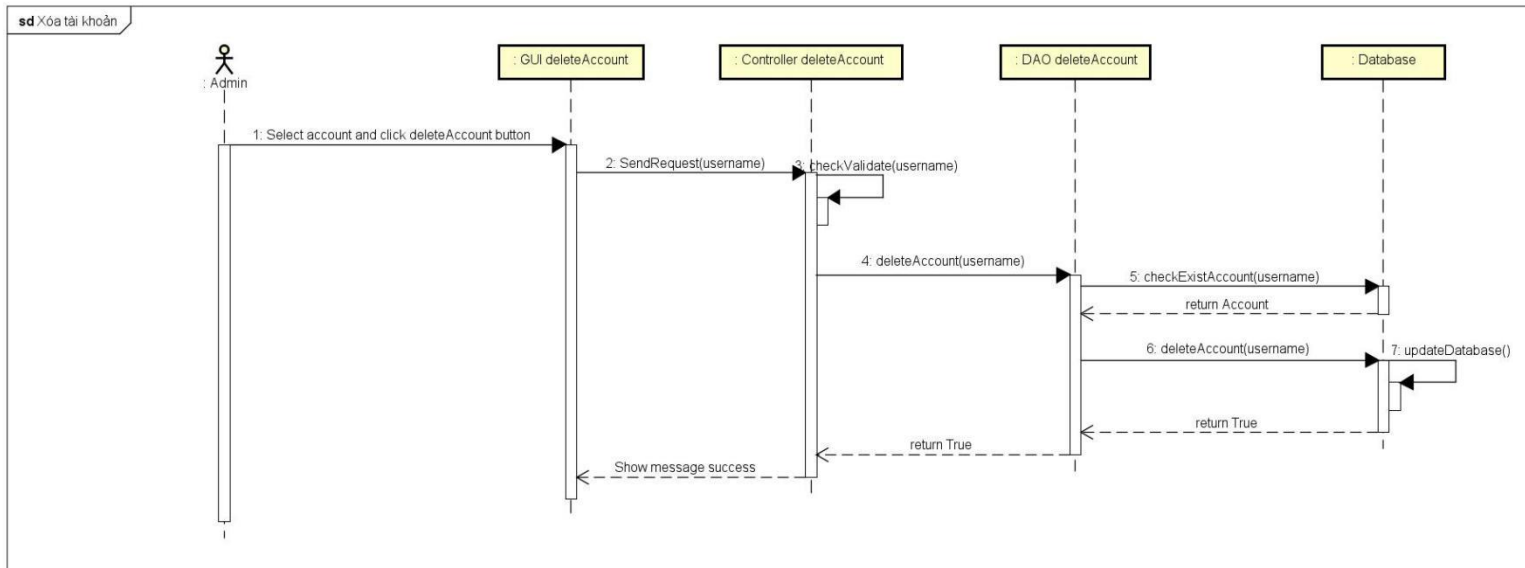 sd Xóa tài khoản
: Admin
: GUI deleteAccount
: Controller deleteAccount
: DAO deleteAccount
: Database
1: Select account and click deleteAccount button
2: SendRequest(username)
3: checkValidate(username)
4: deleteAccount(username)
5: checkExistAccount(username)
return Account
6: deleteAccount(username)
7: updateDatabase()
return True
return True
Show message success